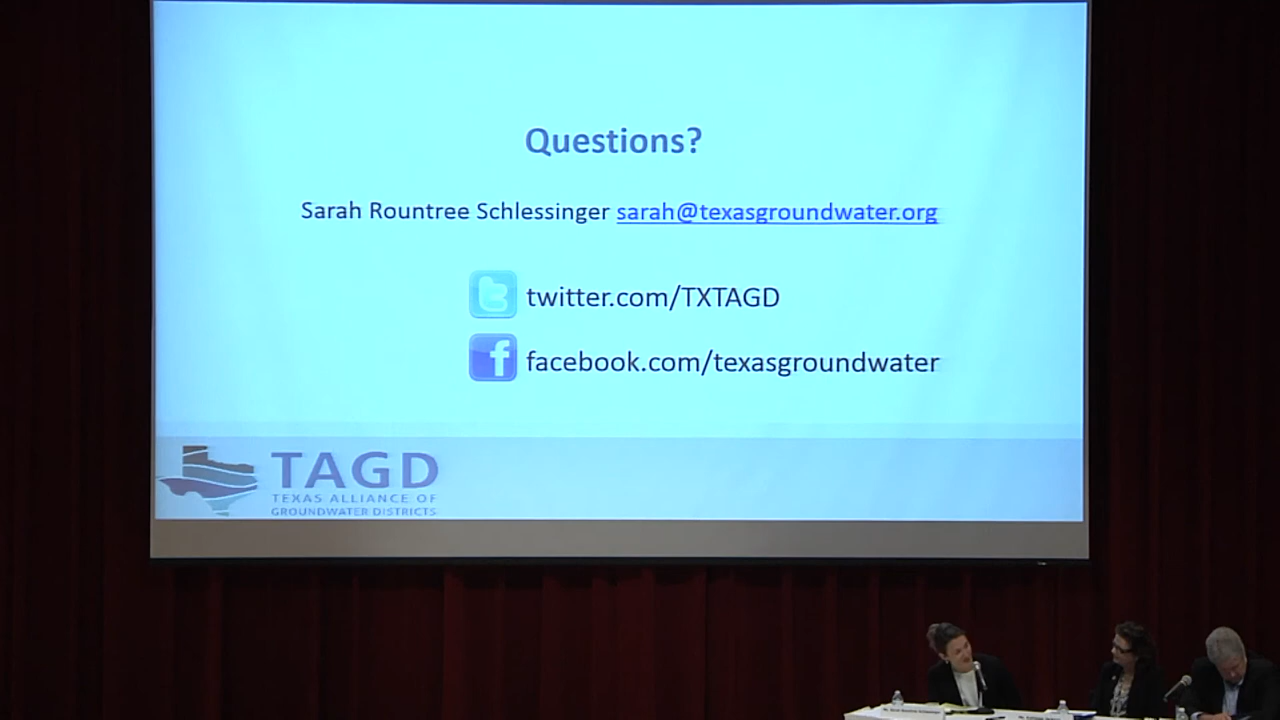 Questions?
Sarah Rountree Schlessinger sarah@texasgroundwater.org
twitter.com/TXTAGD
facebook.com/texasgroundwater
TAGD
TEXAS ALLIANCE OF
GROUNDWATER DISTRICTS